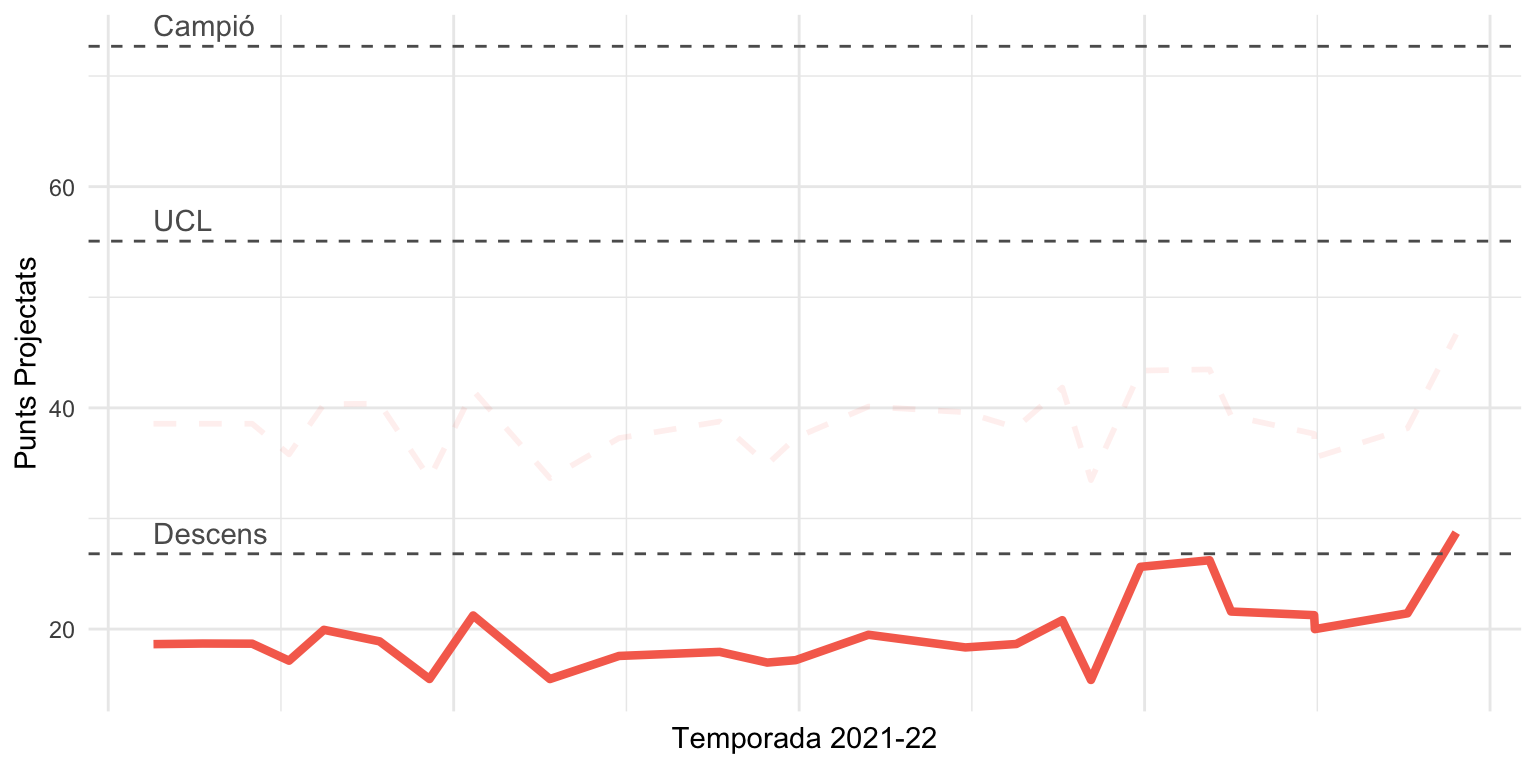 Campió
60
UCL
Punts Projectats
40
Descens
20
Temporada 2021-22